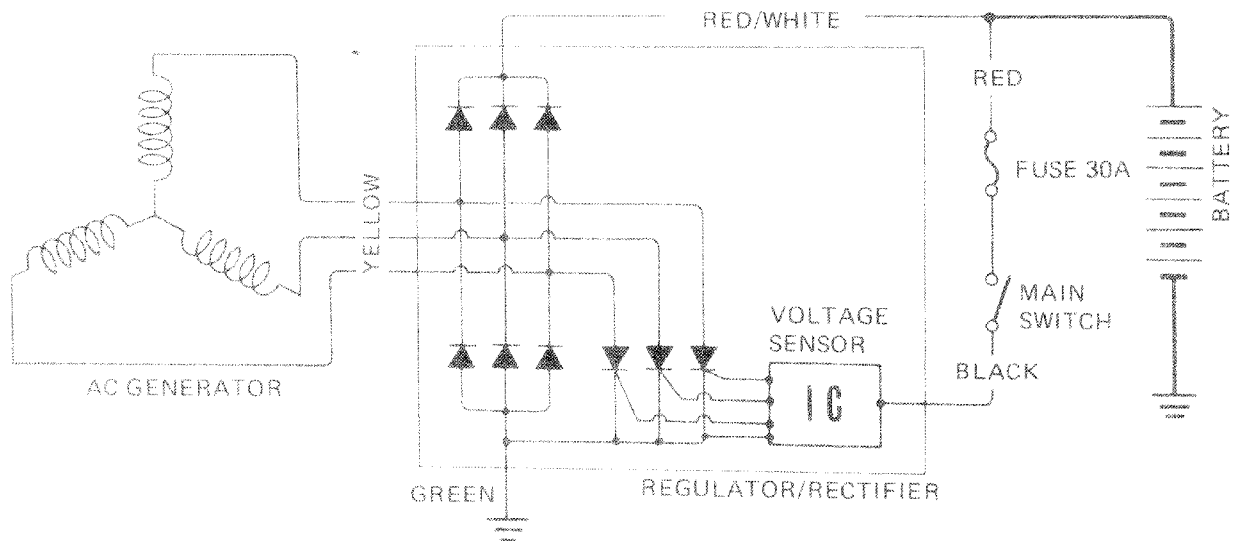 RED/WHITE
RED
FUSE 30A
BATTERY
YELLOW
MAIN
SWITCH
VOLTAGE
SENSOR
BLACK
IC
AC GENERATOR
GREEN
REGULATOR/RECTIFIER